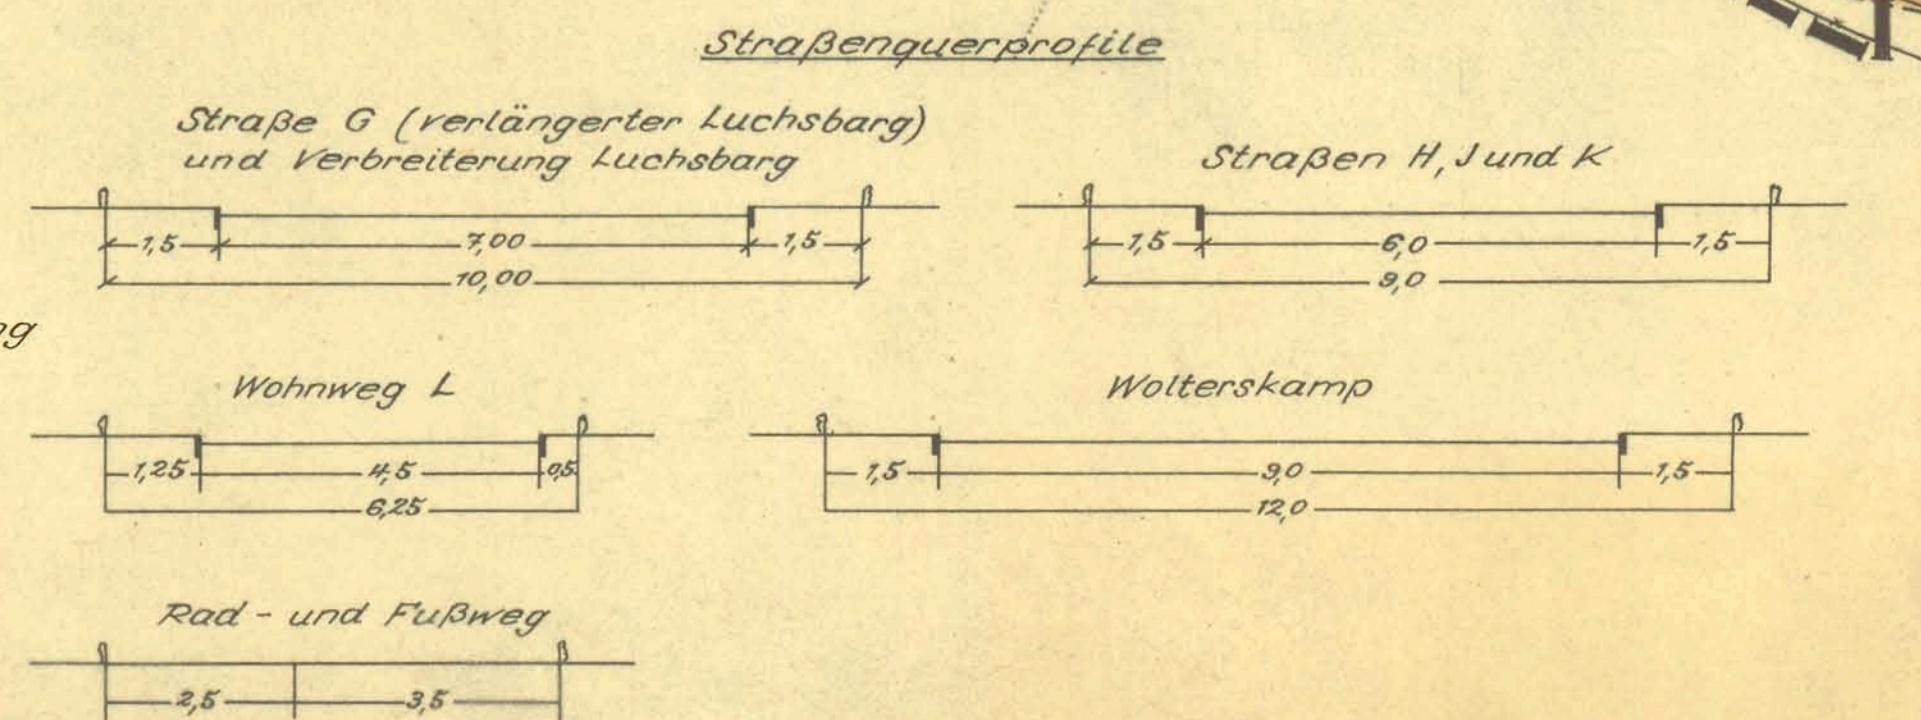 Straßenquerprofile
Straße G (verlängerter Luchsbarg)
und Verbreiterung Luchsbarg
1,5 7,00 1,5
10,00
Straßen H, J und K
1,5 6,0 1,5
9,0
Wohnweg L
1,25 4,5 0,5
6,25
Wolterskamp
1,5 9,0 1,5
12,0
Rad- und Fußweg
2,5 3,5